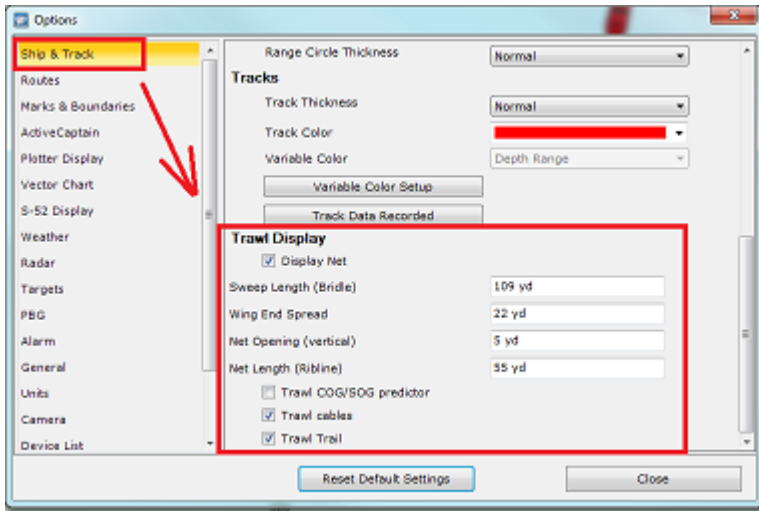 Options
Ship & Track
Routes
Marks & Boundaries
ActiveCaptain
Plotter Display
Vector Chart
S-52 Display
Weather
Radar
Targets
PBG
Alarm
General
Units
Camera
Device List
Range Circle Thickness Normal
Tracks
Track Thickness Normal
Track Color
Variable Color Depth Range
Variable Color Setup
Track Data Recorded
Trawl Display
Display Net
Sweep Length (Bridle) 109 yd
Wing End Spread 22 yd
Net Opening (vertical) 5 yd
Net Length (Ribline) 55 yd
Trawl COG/SOG predictor
Trawl cables
Trawl Trail
Reset Default Settings Close